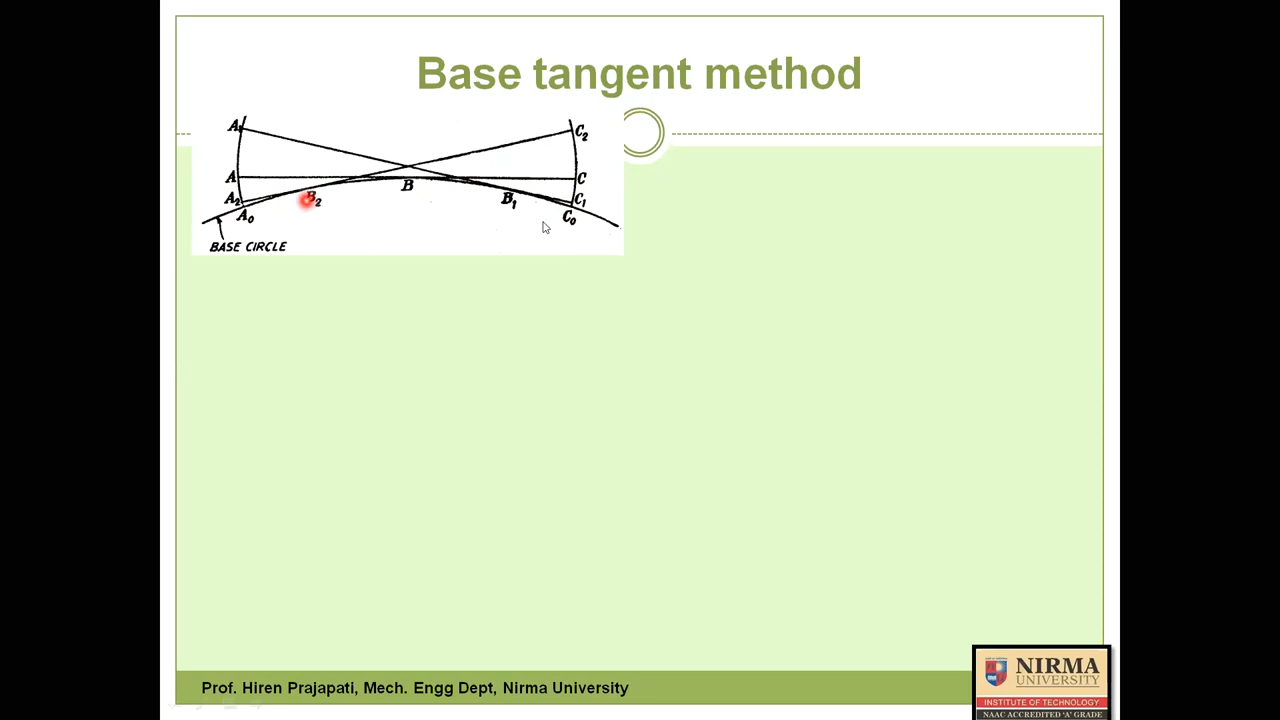 Base tangent method
A1 C2
A B C
A2 B2 B1 C1
A0 C0
BASE CIRCLE
Prof. Hiren Prajapati, Mech. Engg Dept, Nirma University
NIRMA
UNIVERSITY
INSTITUTE OF TECHNOLOGY
NAAC ACCREDITED 'A' GRADE